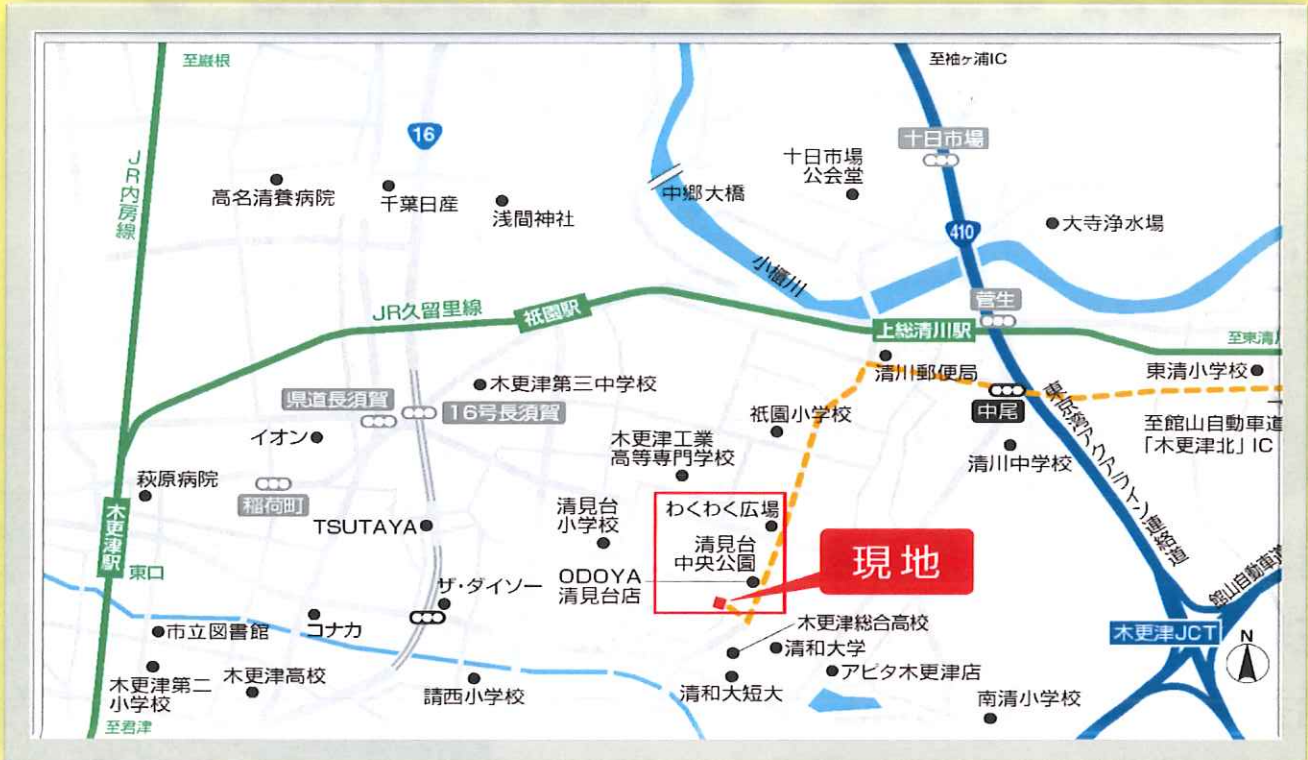 至巌根
至袖ヶ浦IC
16
十日市場
JR内房線
十日市場
公会堂
高名清養病院
千葉日産
浅間神社
中郷大橋
大寺浄水場
410
小櫃川
菅生
JR久留里線
祇園駅
上総清川駅
至東清川
清川郵便局
東清小学校
木更津第三中学校
県道長須賀
16号長須賀
中尾
東京湾アクアライン連絡道
祇園小学校
至館山自動車道
「木更津北」IC
イオン
木更津工業
高等専門学校
清川中学校
萩原病院
稲荷町
わくわく広場
清見台
小学校
TSUTAYA
木更津駅
清見台
中央公園
現地
東口
ODOYA
清見台店
ザ・ダイソー
館山自動車道
コナカ
木更津総合高校
市立図書館
清和大学
木更津JCT
N
アピタ木更津店
木更津第二
小学校
木更津高校
請西小学校
清和大短大
南清小学校
至君津